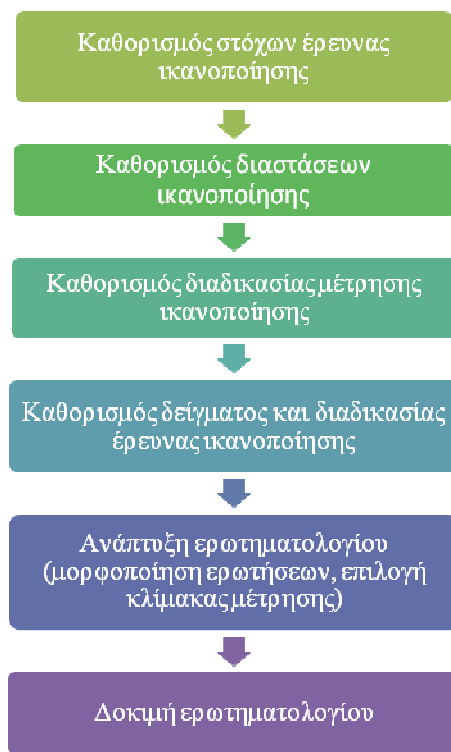 Καθορισμός στόχων έρευνας
ικανοποίησης
Καθορισμός διαστάσεων
ικανοποίησης
Καθορισμός διαδικασίας μέτρησης
ικανοποίησης
Καθορισμός δείγματος και διαδικασίας
έρευνας ικανοποίησης
Ανάπτυξη ερωτηματολογίου
(μορφοποίηση ερωτήσεων, επιλογή
κλίμακας μέτρησης)
Δοκιμή ερωτηματολογίου